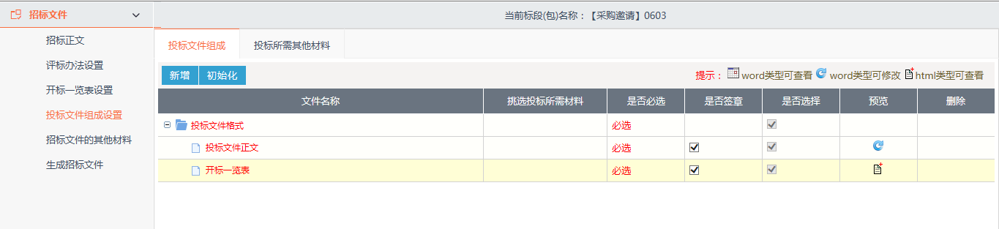 招标文件
当前标段(包)名称：【采购邀请】0603
招标正文
评标办法设置
开标一览表设置
投标文件组成设置
招标文件的其他材料
生成招标文件
投标文件组成
投标所需其他材料
新增
初始化
提示： word类型可查看 word类型可修改 html类型可查看
文件名称 挑选投标所需材料 是否必选 是否签章 是否选择 预览 删除
投标文件格式 必选
投标文件正文 必选
开标一览表 必选